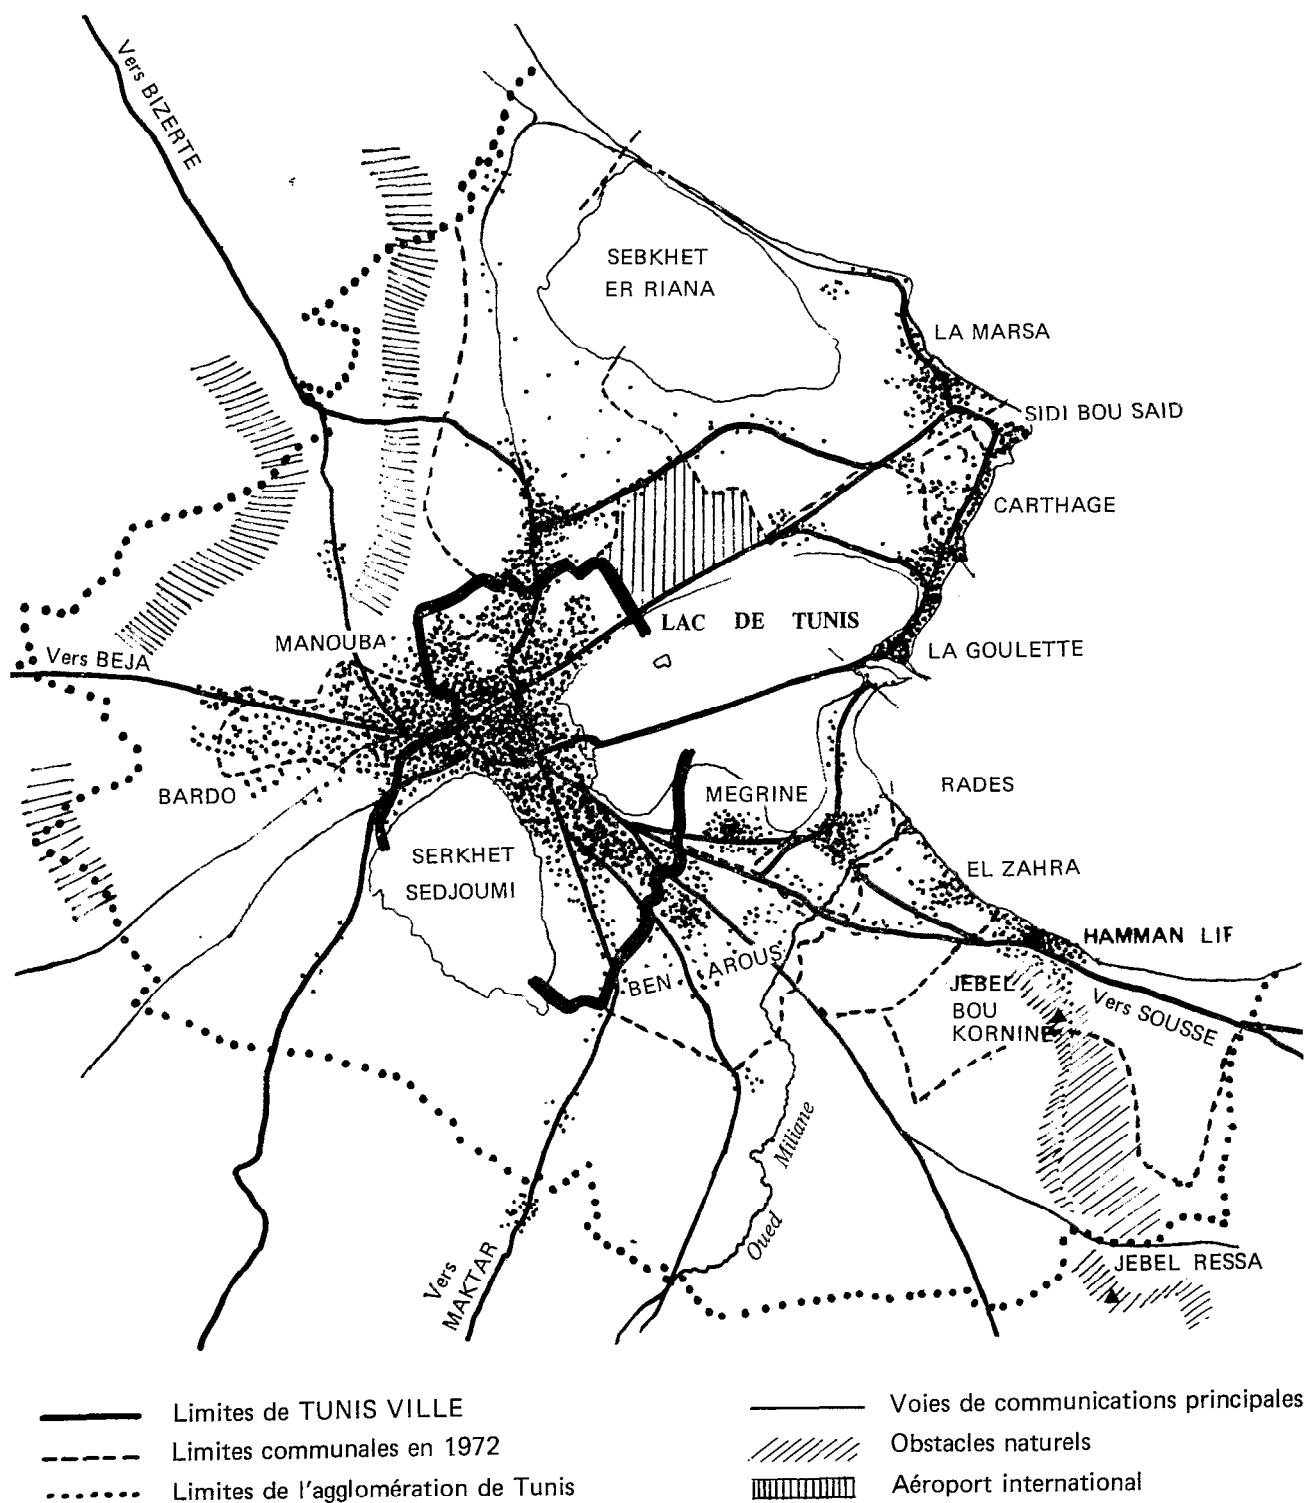 Vers BIZERTE
SEBKHET
ER RIANA
LA MARSA
SIDI BOU SAID
CARTHAGE
LAC DE TUNIS
MANOUBA
LA GOULETTE
Vers BEJA
BARDO
MEGRINE
RADES
SERKHET
SEDJOUMI
EL ZAHRA
HAMMAN LIF
BEN AROUS
JEBEL
BOU
KORNINE
Vers SOUSSE
Oued Miliane
Vers
MAKTAR
JEBEL RESSA
Limites de TUNIS VILLE
Limites communales en 1972
Limites de l'agglomération de Tunis
Voies de communications principales
Obstacles naturels
Aéroport international